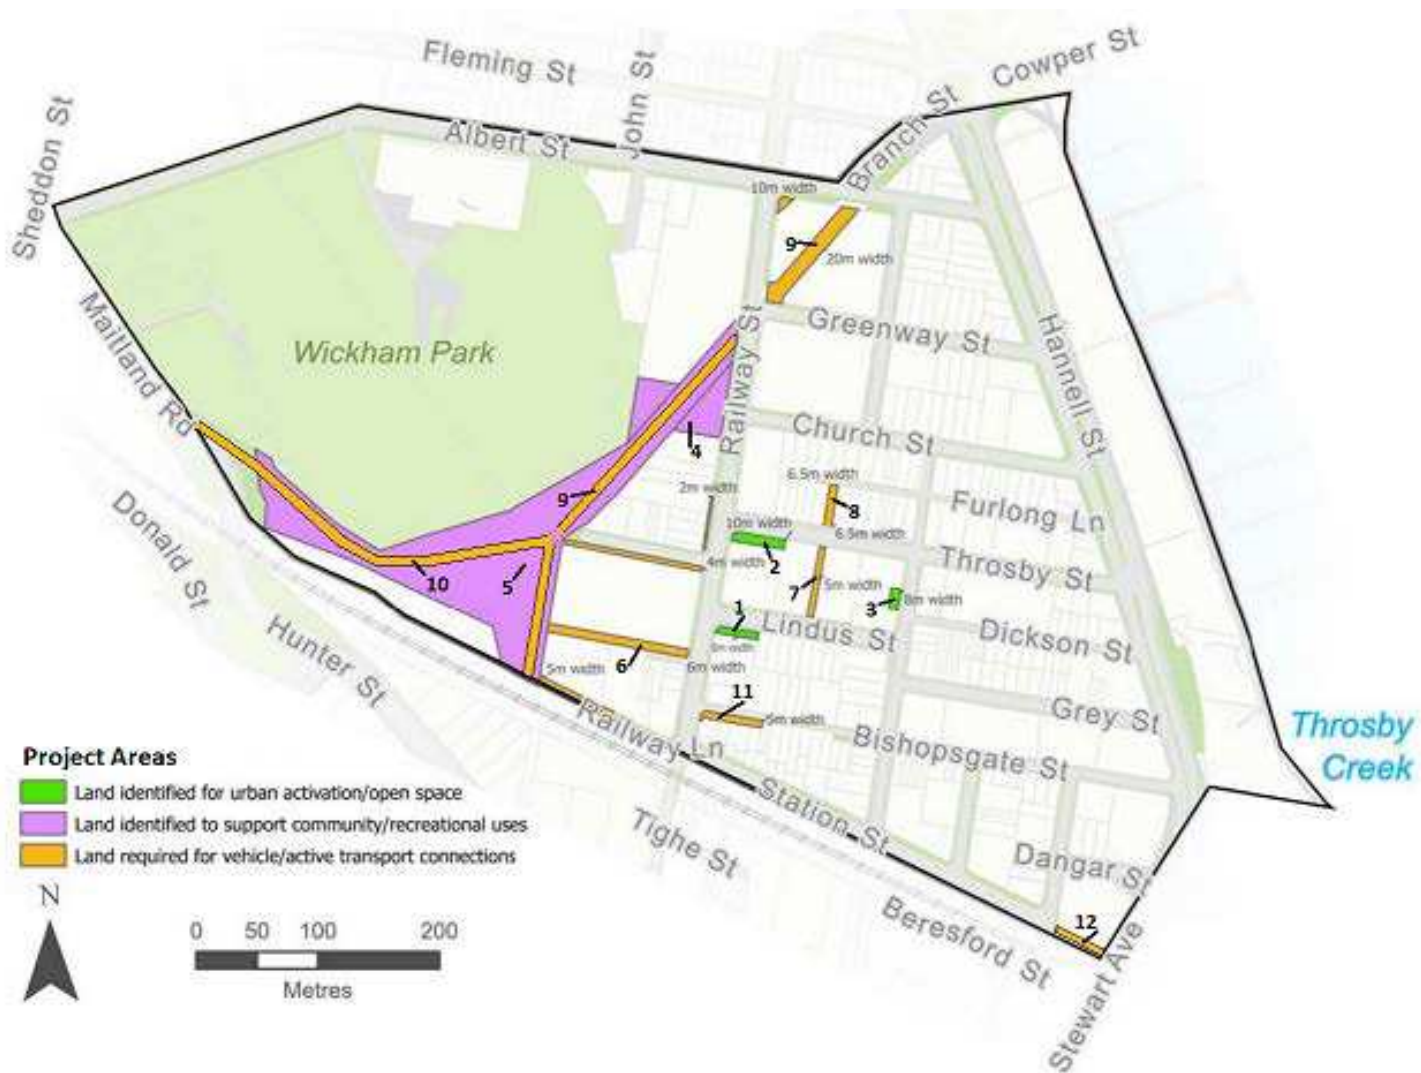 Cowper St
Fleming St
John St
Sheddon St
Albert St
Branch St
10m width
9
20m width
Maitland Rd
Wickham Park
Greenway St
Hannell St
Railway St
Church St
4
6.5m width
2m width
9
8
Furlong Ln
10m width
6.5m width
2
Donald St
4m width
Throsby St
10
5
7
5m width
3
8m width
1
Lindus St
Dickson St
Hunter St
5m width
6
6m width
11
5m width
Grey St
Railway Ln
Bishopsgate St
Throsby
Creek
Project Areas
Land identified for urban activation/open space
Land identified to support community/recreational uses
Land required for vehicle/active transport connections
Station St
Tighe St
Dangar St
N
0 50 100 200
Metres
Beresford St
12
Stewart Ave